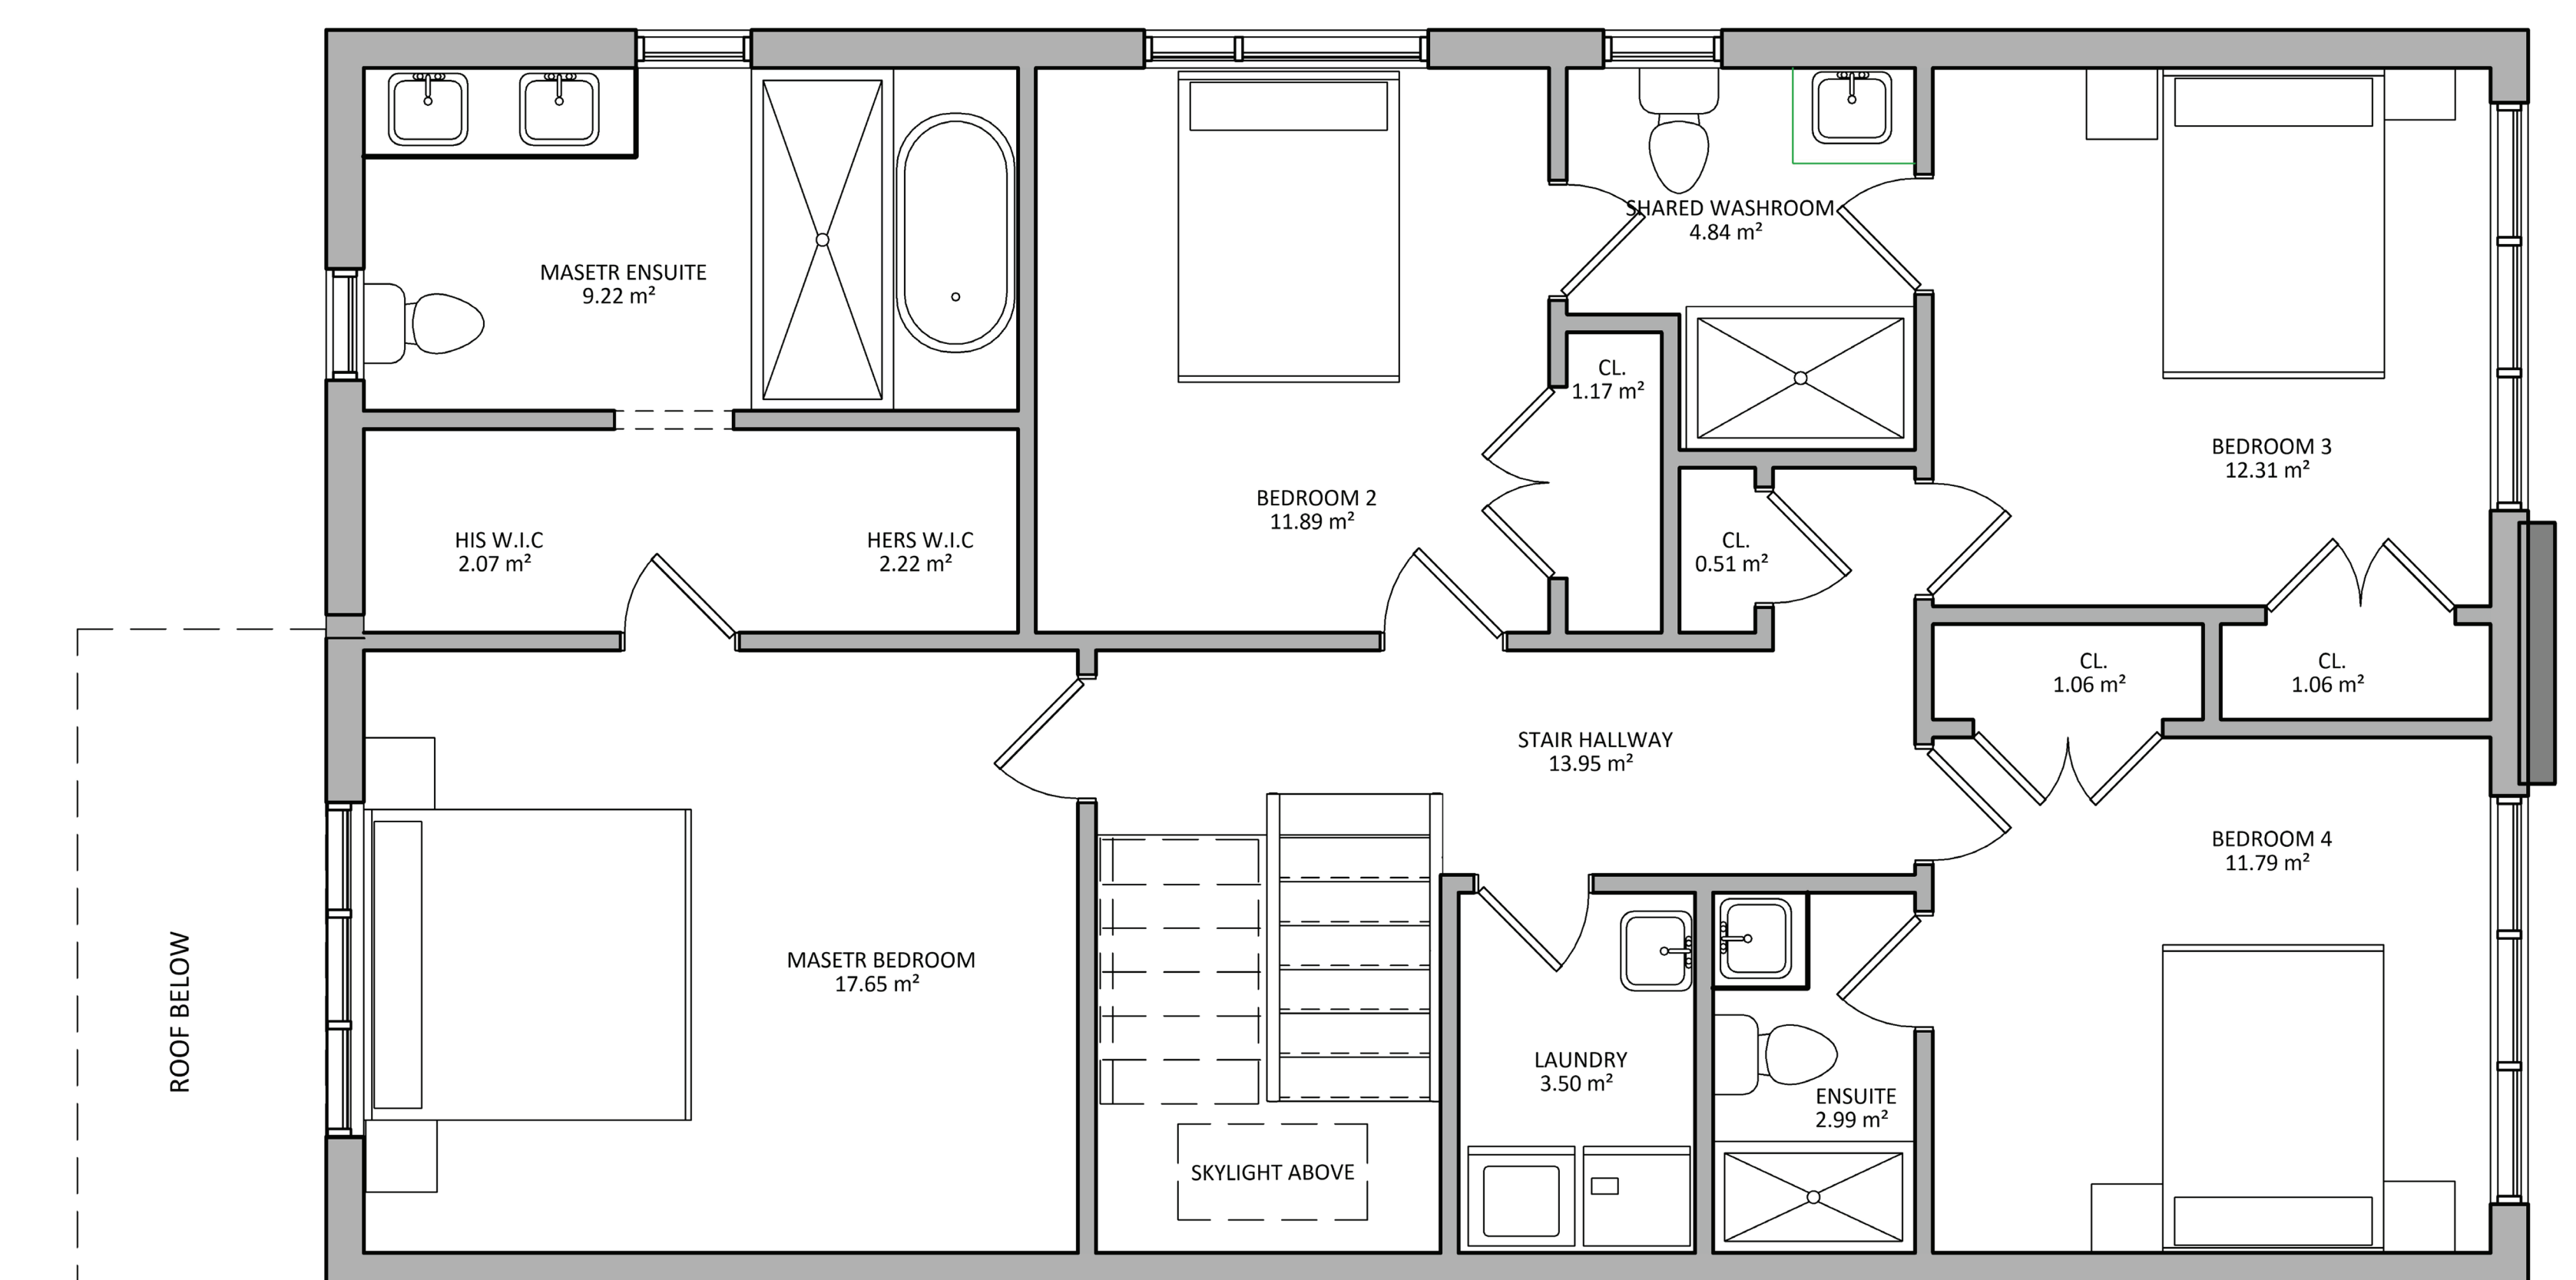 MASETR ENSUITE
9.22 m²
SHARED WASHROOM
4.84 m²
CL.
1.17 m²
BEDROOM 3
12.31 m²
BEDROOM 2
11.89 m²
HIS W.I.C
2.07 m²
HERS W.I.C
2.22 m²
CL.
0.51 m²
CL.
1.06 m²
CL.
1.06 m²
STAIR HALLWAY
13.95 m²
BEDROOM 4
11.79 m²
MASETR BEDROOM
17.65 m²
ROOF BELOW
LAUNDRY
3.50 m²
ENSUITE
2.99 m²
SKYLIGHT ABOVE